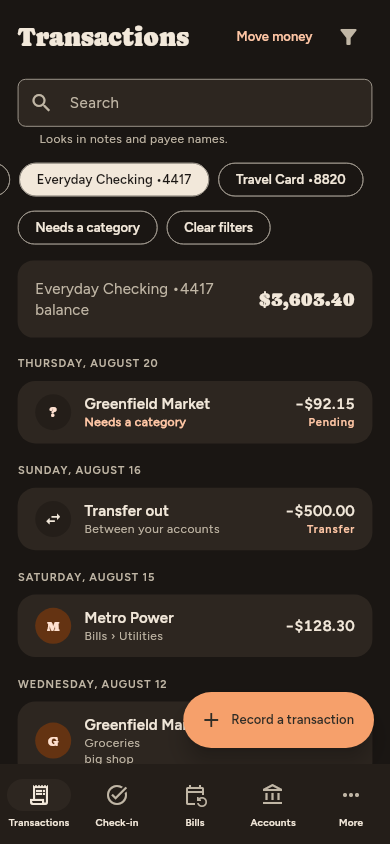 Transactions
Move money
Search
Looks in notes and payee names.
Everyday Checking •4417
Travel Card •8820
Needs a category
Clear filters
Everyday Checking •4417
balance
$3,603.40
THURSDAY, AUGUST 20
?
Greenfield Market
−$92.15
Needs a category
Pending
SUNDAY, AUGUST 16
Transfer out
−$500.00
Between your accounts
Transfer
SATURDAY, AUGUST 15
M
Metro Power
−$128.30
Bills › Utilities
WEDNESDAY, AUGUST 12
G
Greenfield
Groceries
big shop
Record a transaction
Transactions
Check-in
Bills
Accounts
More